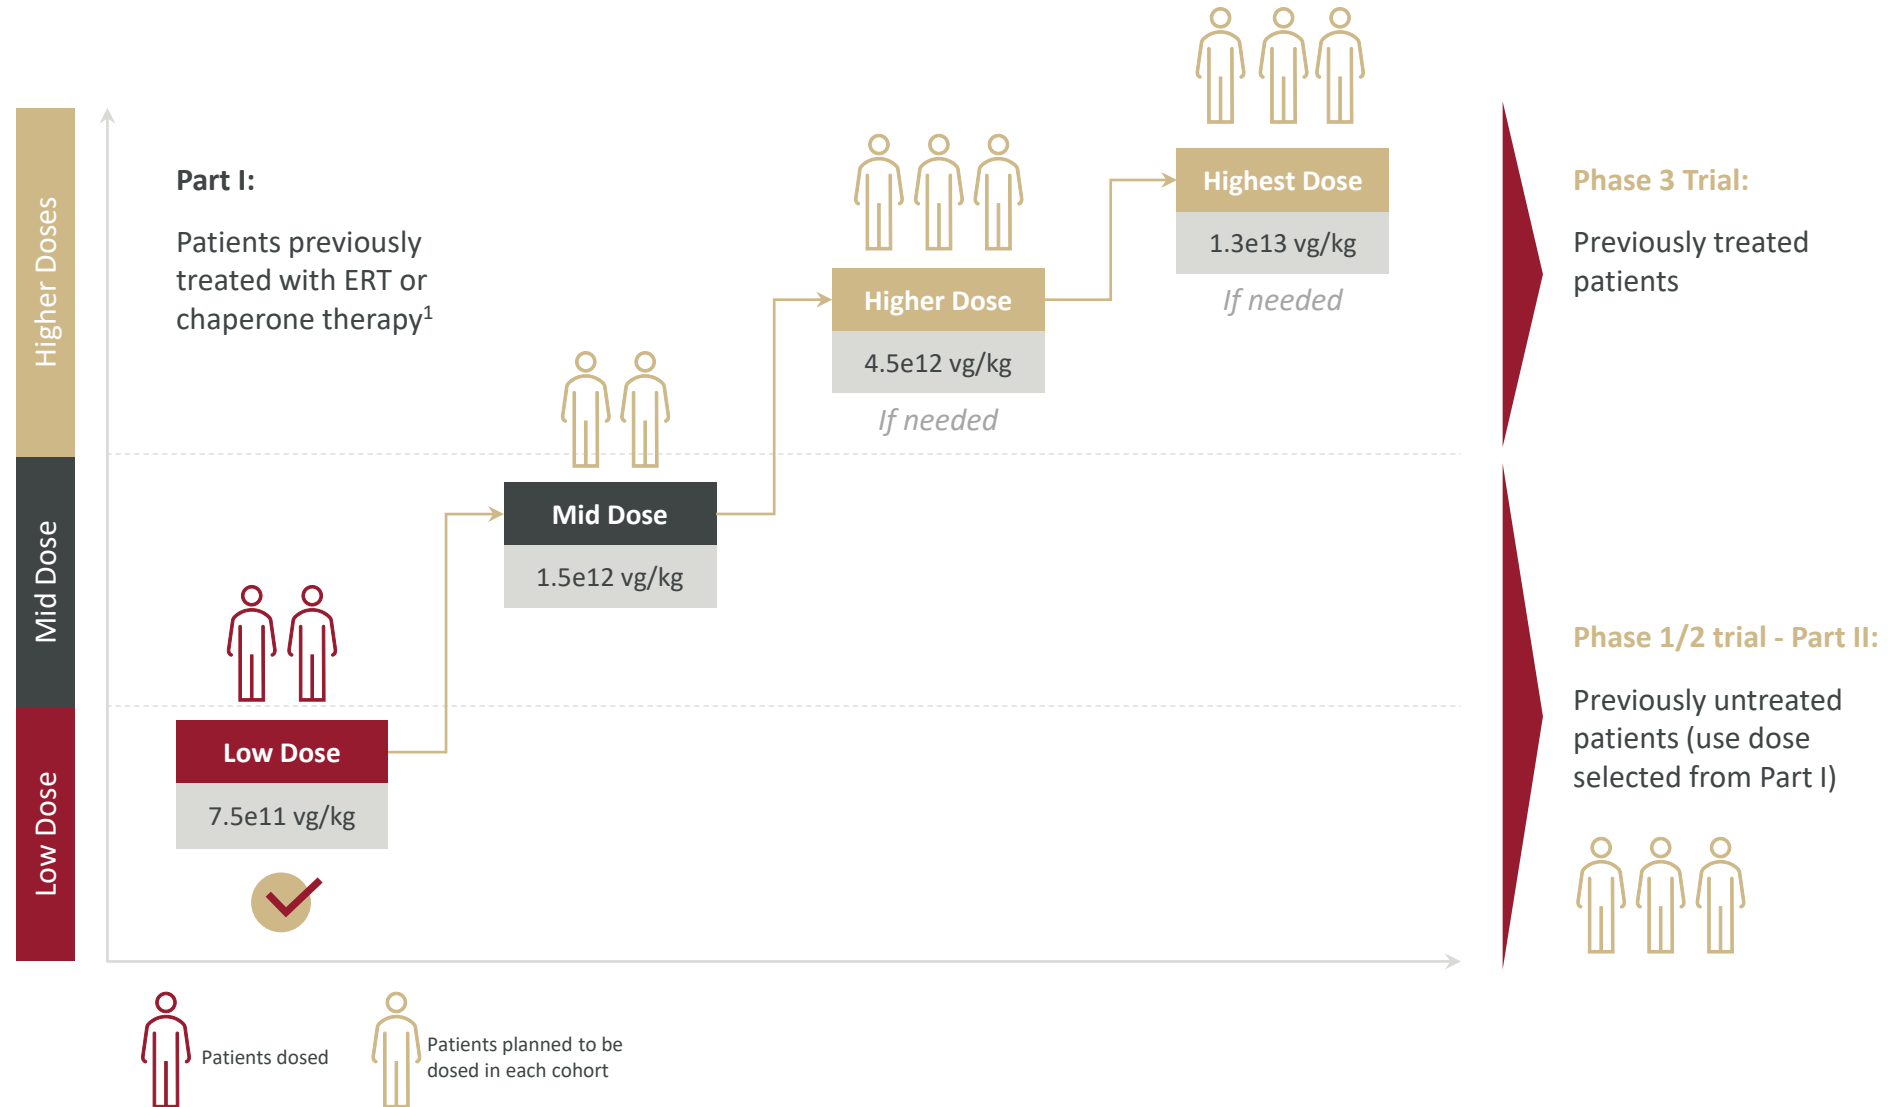 Higher Doses
Mid Dose
Low Dose
Part I:
Patients previously
treated with ERT or
chaperone therapy1
Low Dose
7.5e11 vg/kg
Mid Dose
1.5e12 vg/kg
Higher Dose
4.5e12 vg/kg
If needed
Highest Dose
1.3e13 vg/kg
If needed
Phase 3 Trial:
Previously treated
patients
Phase 1/2 trial - Part II:
Previously untreated
patients (use dose
selected from Part I)
Patients dosed
Patients planned to be
dosed in each cohort